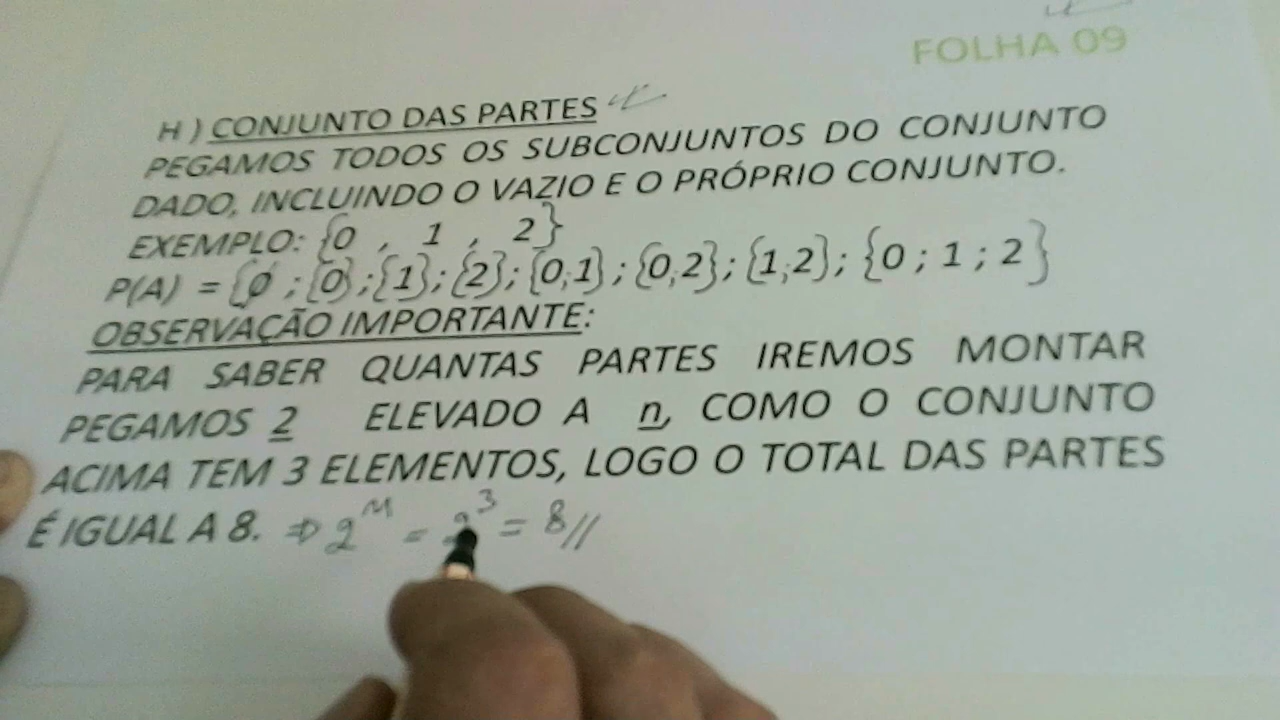 FOLHA 09
H ) CONJUNTO DAS PARTES
PEGAMOS TODOS OS SUBCONJUNTOS DO CONJUNTO
DADO, INCLUINDO O VAZIO E O PRÓPRIO CONJUNTO.
EXEMPLO: {0 , 1 , 2}
P(A) = {∅ ; {0} ; {1} ; {2} ; {0,1} ; {0,2} ; {1,2} ; {0 ; 1 ; 2 }
OBSERVAÇÃO IMPORTANTE:
PARA SABER QUANTAS PARTES IREMOS MONTAR
PEGAMOS 2 ELEVADO A n, COMO O CONJUNTO
ACIMA TEM 3 ELEMENTOS, LOGO O TOTAL DAS PARTES
É IGUAL A 8. ⇒ 2ⁿ = 2³ = 8//